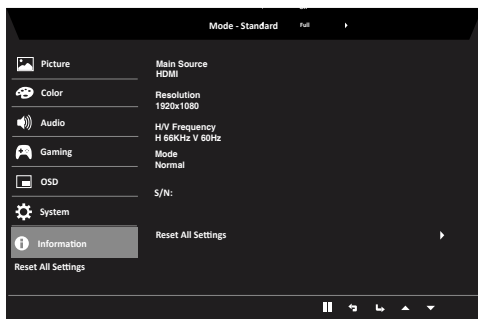 Mode - Standard Full
Picture
Color
Audio
Gaming
OSD
System
Information
Reset All Settings
Main Source
HDMI
Resolution
1920x1080
H/V Frequency
H 66KHz V 60Hz
Mode
Normal
S/N:
Reset All Settings